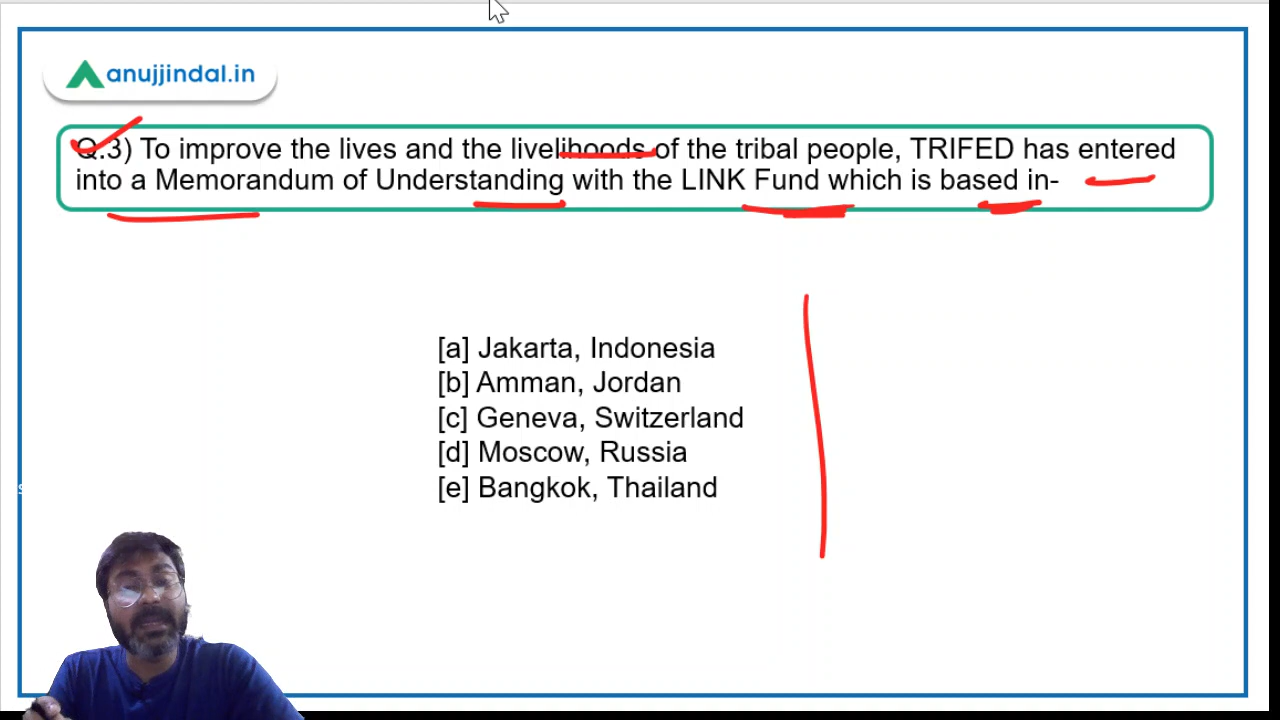 anujjindal.in
Q.3) To improve the lives and the livelihoods of the tribal people, TRIFED has entered
into a Memorandum of Understanding with the LINK Fund which is based in-
[a] Jakarta, Indonesia
[b] Amman, Jordan
[c] Geneva, Switzerland
[d] Moscow, Russia
[e] Bangkok, Thailand